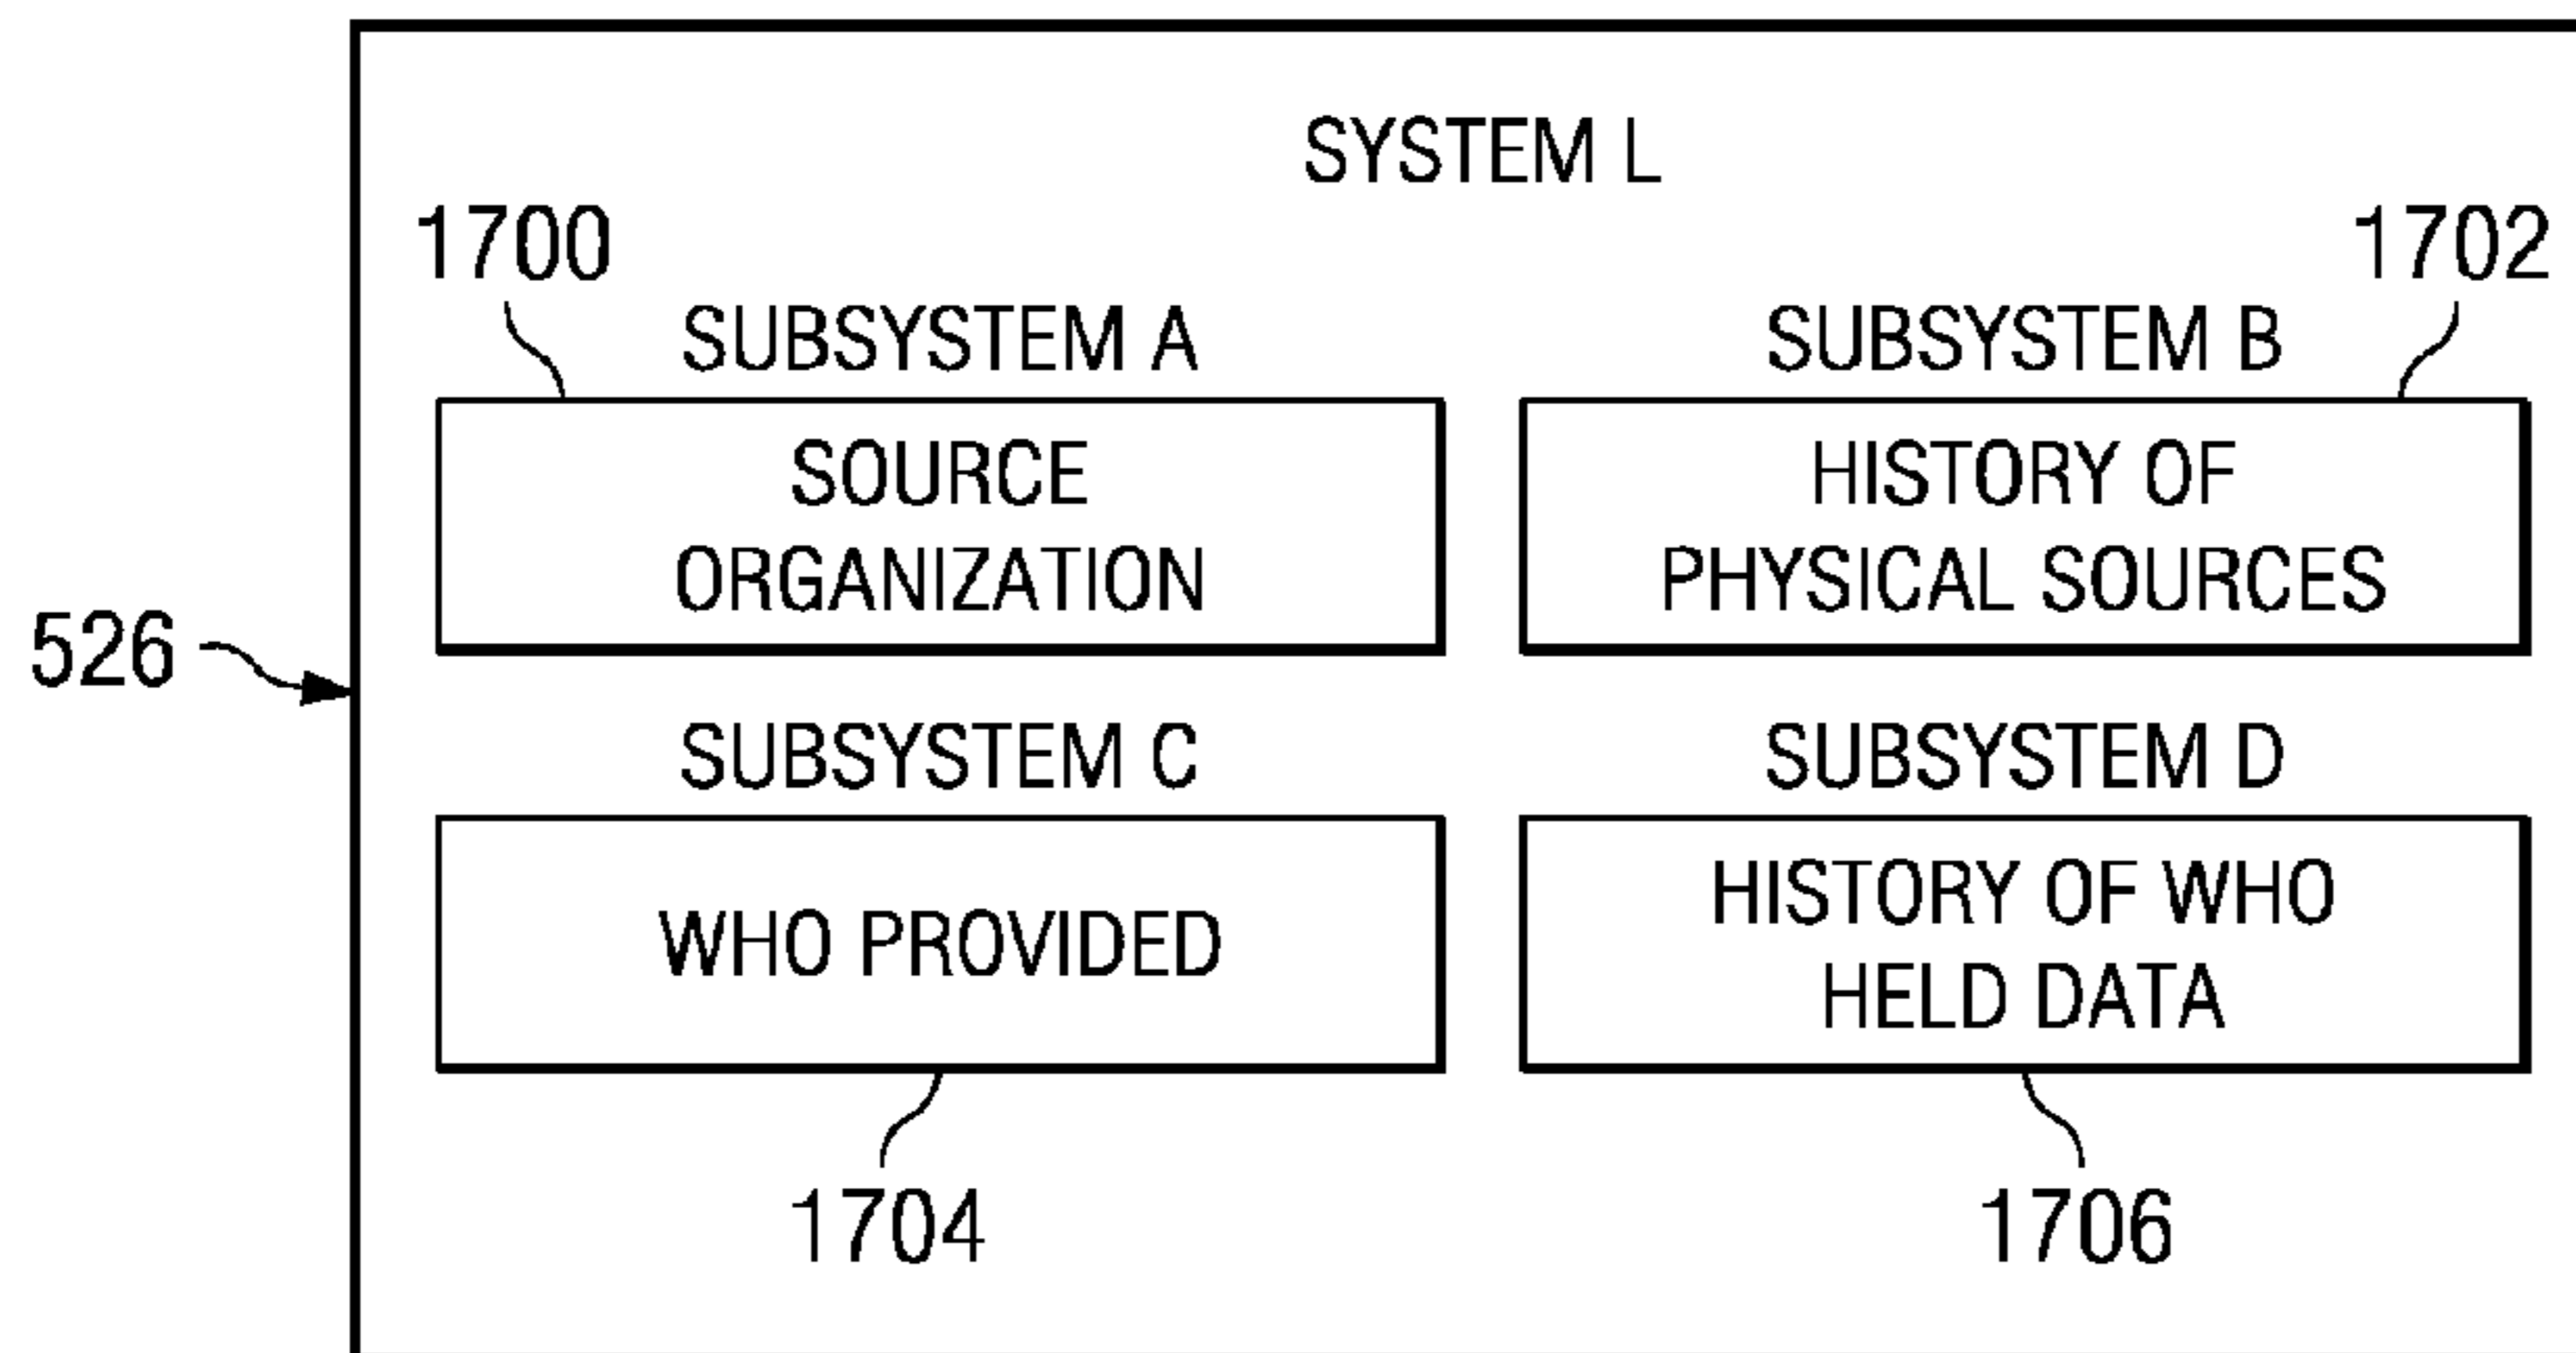 SYSTEM L
1700
1702
SUBSYSTEM A
SUBSYSTEM B
SOURCE
ORGANIZATION
HISTORY OF
PHYSICAL SOURCES
526
SUBSYSTEM C
SUBSYSTEM D
WHO PROVIDED
HISTORY OF WHO
HELD DATA
1704
1706